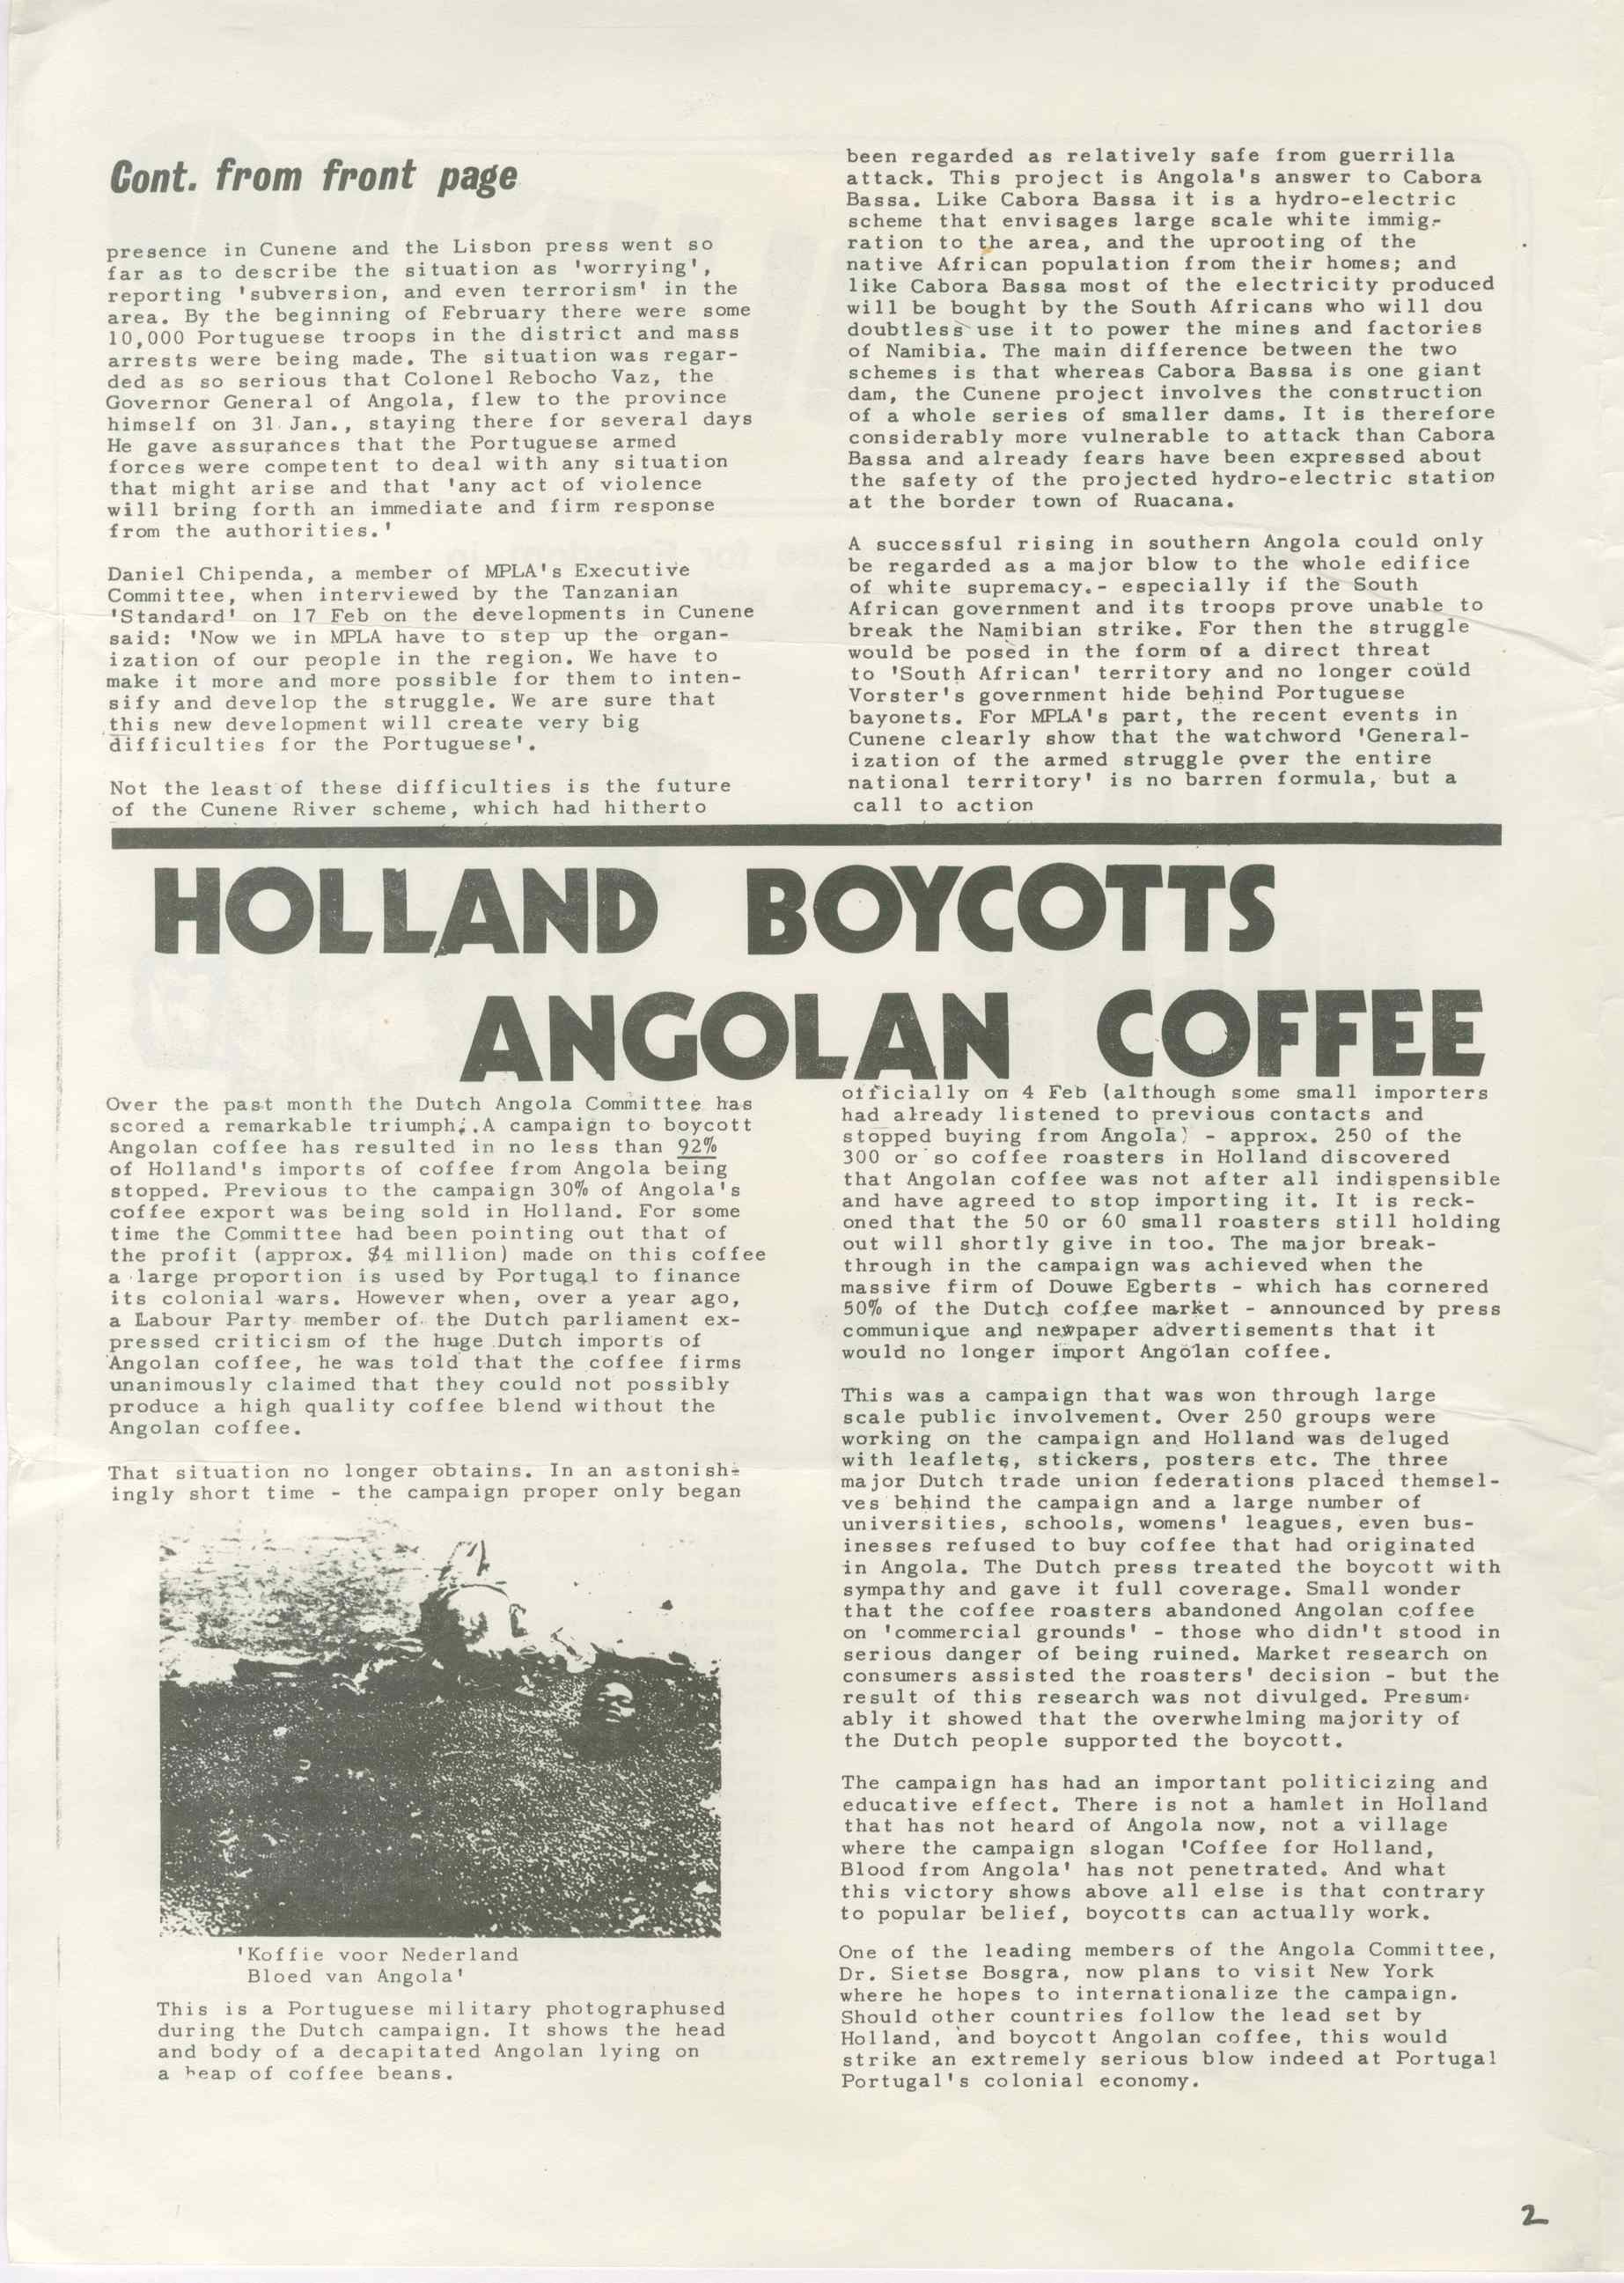 Cont. from front page
presence in Cunene and the Lisbon press went so
far as to describe the situation as 'worrying',
reporting 'subversion, and even terrorism' in the
area. By the beginning of February there were some
10,000 Portuguese troops in the district and mass
arrests were being made. The situation was regar-
ded as so serious that Colonel Rebocho Vaz, the
Governor General of Angola, flew to the province
himself on 31 Jan., staying there for several days
He gave assurances that the Portuguese armed
forces were competent to deal with any situation
that might arise and that 'any act of violence
will bring forth an immediate and firm response
from the authorities.'
Daniel Chipenda, a member of MPLA's Executive
Committee, when interviewed by the Tanzanian
'Standard' on 17 Feb on the developments in Cunene
said: 'Now we in MPLA have to step up the organ-
ization of our people in the region. We have to
make it more and more possible for them to inten-
sify and develop the struggle. We are sure that
this new development will create very big
difficulties for the Portuguese'.
Not the least of these difficulties is the future
of the Cunene River scheme, which had hitherto
been regarded as relatively safe from guerrilla
attack. This project is Angola's answer to Cabora
Bassa. Like Cabora Bassa it is a hydro-electric
scheme that envisages large scale white immig-
ration to the area, and the uprooting of the
native African population from their homes; and
like Cabora Bassa most of the electricity produced
will be bought by the South Africans who will dou
doubtless use it to power the mines and factories
of Namibia. The main difference between the two
schemes is that whereas Cabora Bassa is one giant
dam, the Cunene project involves the construction
of a whole series of smaller dams. It is therefore
considerably more vulnerable to attack than Cabora
Bassa and already fears have been expressed about
the safety of the projected hydro-electric station
at the border town of Ruacana.
A successful rising in southern Angola could only
be regarded as a major blow to the whole edifice
of white supremacy.- especially if the South
African government and its troops prove unable to
break the Namibian strike. For then the struggle
would be posed in the form of a direct threat
to 'South African' territory and no longer could
Vorster's government hide behind Portuguese
bayonets. For MPLA's part, the recent events in
Cunene clearly show that the watchword 'General-
ization of the armed struggle over the entire
national territory' is no barren formula, but a
call to action
HOLLAND BOYCOTTS
ANGOLAN COFFEE
Over the past month the Dutch Angola Committee has
scored a remarkable triumph;.A campaign to boycott
Angolan coffee has resulted in no less than 92%
of Holland's imports of coffee from Angola being
stopped. Previous to the campaign 30% of Angola's
coffee export was being sold in Holland. For some
time the Committee had been pointing out that of
the profit (approx. $4 million) made on this coffee
a large proportion is used by Portugal to finance
its colonial wars. However when, over a year ago,
a Labour Party member of the Dutch parliament ex-
pressed criticism of the huge Dutch imports of
Angolan coffee, he was told that the coffee firms
unanimously claimed that they could not possibly
produce a high quality coffee blend without the
Angolan coffee.
That situation no longer obtains. In an astonish-
ingly short time - the campaign proper only began
'Koffie voor Nederland
Bloed van Angola'
This is a Portuguese military photographused
during the Dutch campaign. It shows the head
and body of a decapitated Angolan lying on
a heap of coffee beans.
officially on 4 Feb (although some small importers
had already listened to previous contacts and
stopped buying from Angola) - approx. 250 of the
300 or so coffee roasters in Holland discovered
that Angolan coffee was not after all indispensible
and have agreed to stop importing it. It is reck-
oned that the 50 or 60 small roasters still holding
out will shortly give in too. The major break-
through in the campaign was achieved when the
massive firm of Douwe Egberts - which has cornered
50% of the Dutch coffee market - announced by press
communique and newpaper advertisements that it
would no longer import Angolan coffee.
This was a campaign that was won through large
scale public involvement. Over 250 groups were
working on the campaign and Holland was deluged
with leaflets, stickers, posters etc. The three
major Dutch trade union federations placed themsel-
ves behind the campaign and a large number of
universities, schools, womens' leagues, even bus-
inesses refused to buy coffee that had originated
in Angola. The Dutch press treated the boycott with
sympathy and gave it full coverage. Small wonder
that the coffee roasters abandoned Angolan coffee
on 'commercial grounds' - those who didn't stood in
serious danger of being ruined. Market research on
consumers assisted the roasters' decision - but the
result of this research was not divulged. Presum-
ably it showed that the overwhelming majority of
the Dutch people supported the boycott.
The campaign has had an important politicizing and
educative effect. There is not a hamlet in Holland
that has not heard of Angola now, not a village
where the campaign slogan 'Coffee for Holland,
Blood from Angola' has not penetrated. And what
this victory shows above all else is that contrary
to popular belief, boycotts can actually work.
One of the leading members of the Angola Committee,
Dr. Sietse Bosgra, now plans to visit New York
where he hopes to internationalize the campaign.
Should other countries follow the lead set by
Holland, and boycott Angolan coffee, this would
strike an extremely serious blow indeed at Portugal
Portugal's colonial economy.
2